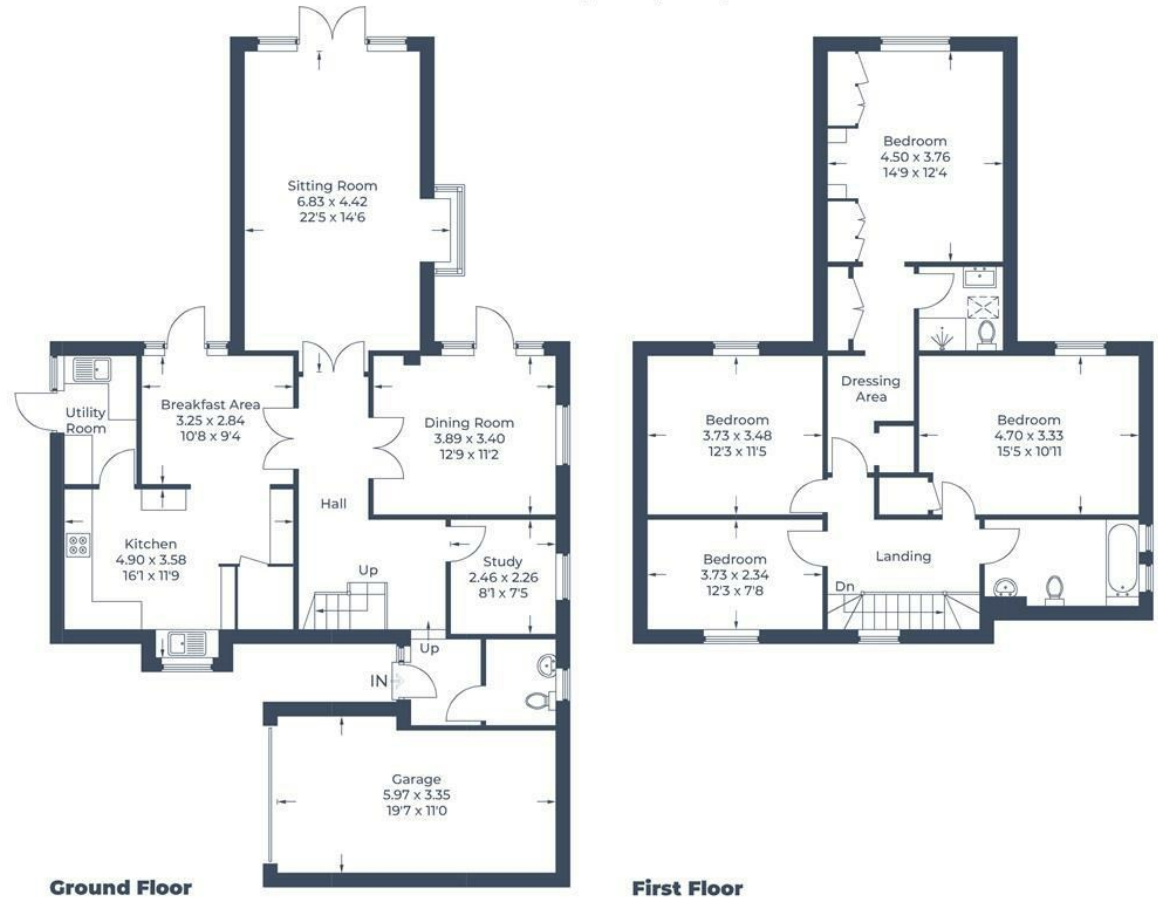 Sitting Room
6.83 x 4.42
22'5 x 14'6
Utility
Room
Breakfast Area
3.25 x 2.84
10'8 x 9'4
Dining Room
3.89 x 3.40
12'9 x 11'2
Hall
Kitchen
4.90 x 3.58
16'1 x 11'9
Study
2.46 x 2.26
8'1 x 7'5
Up
Up
IN
Garage
5.97 x 3.35
19'7 x 11'0
Ground Floor
Bedroom
4.50 x 3.76
14'9 x 12'4
Dressing
Area
Bedroom
3.73 x 3.48
12'3 x 11'5
Bedroom
4.70 x 3.33
15'5 x 10'11
Bedroom
3.73 x 2.34
12'3 x 7'8
Landing
Dn
First Floor